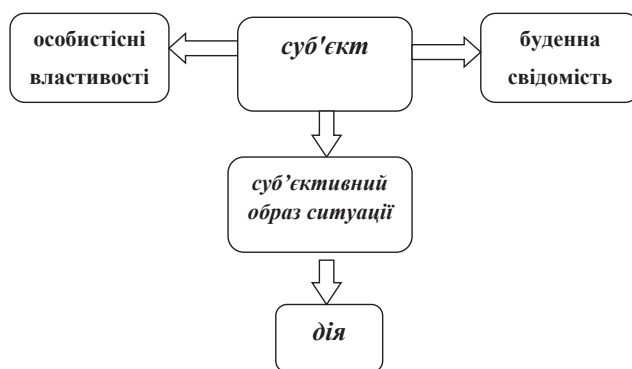 особистісні
властивості
суб'єкт
буденна
свідомість
суб’єктивний
образ ситуації
дія